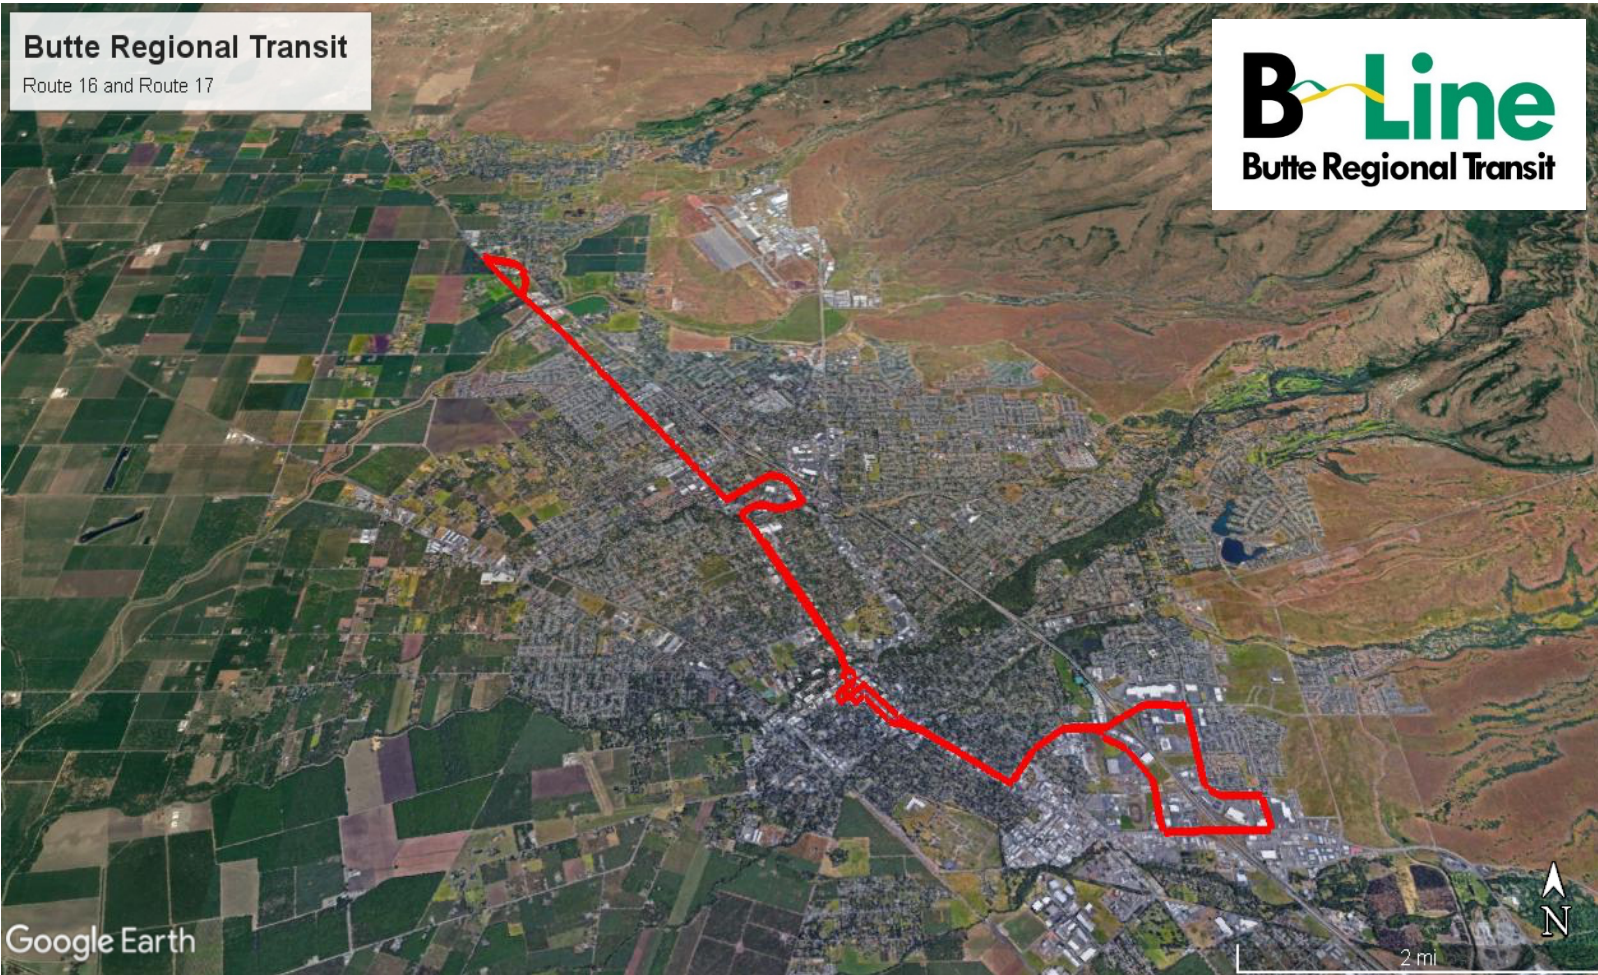 Butte Regional Transit
Route 16 and Route 17
B Line
Butte Regional Transit
N
2 mi
Google Earth